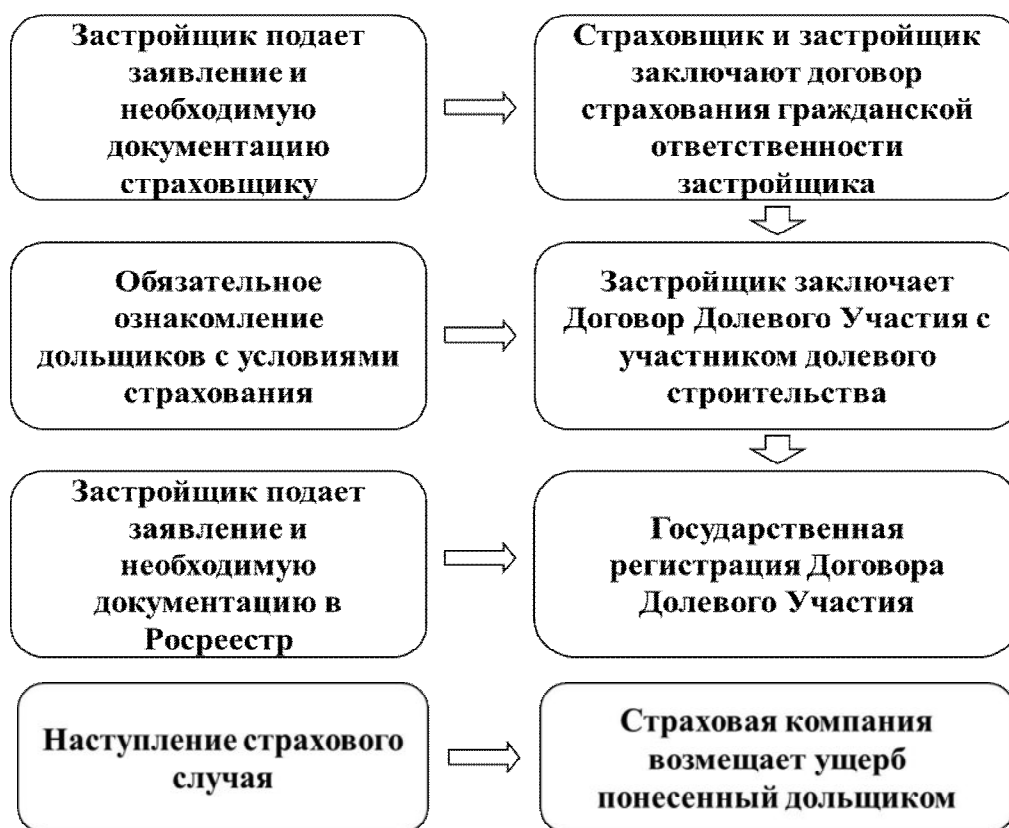 Застройщик подает
заявление и
необходимую
документацию
страховщику
Страховщик и застройщик
заключают договор
страхования гражданской
ответственности
застройщика
Обязательное
ознакомление
дольщиков с условиями
страхования
Застройщик заключает
Договор Долевого Участия с
участником долевого
строительства
Застройщик подает
заявление и
необходимую
документацию в
Росреестр
Государственная
регистрация Договора
Долевого Участия
Наступление страхового
случая
Страховая компания
возмещает ущерб
понесенный дольщиком